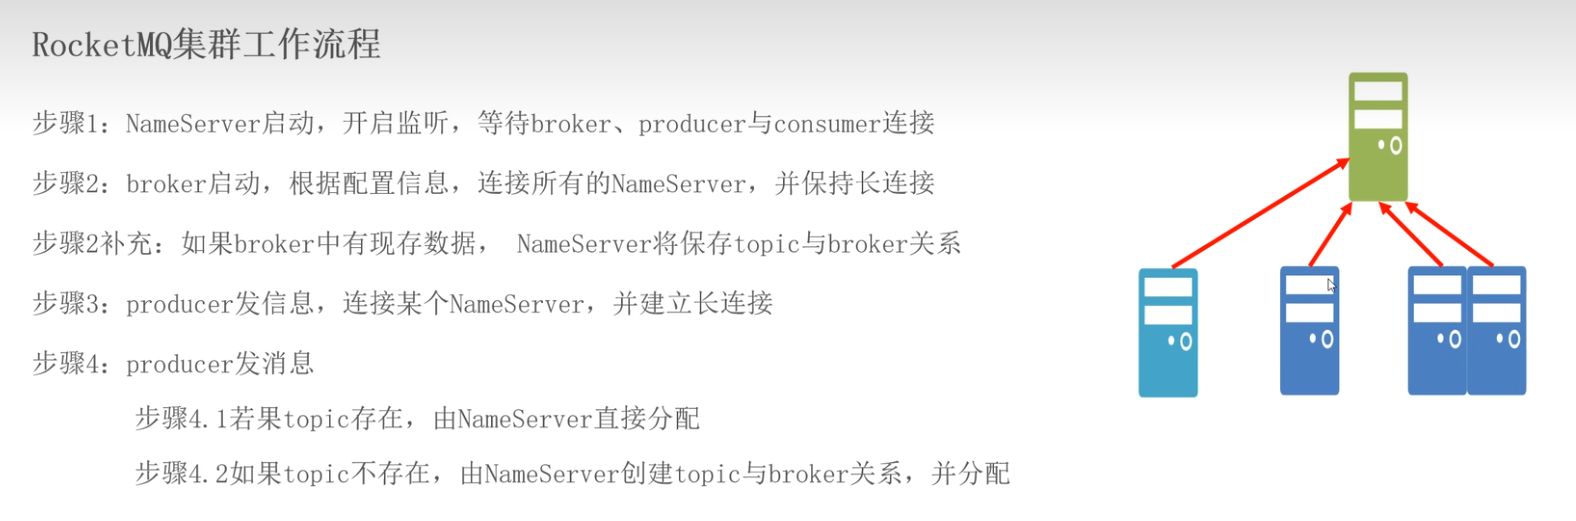 RocketMQ集群工作流程
步骤1：NameServer启动，开启监听，等待broker、producer与consumer连接
步骤2：broker启动，根据配置信息，连接所有的NameServer，并保持长连接
步骤2补充：如果broker中有现存数据， NameServer将保存topic与broker关系
步骤3：producer发信息，连接某个NameServer，并建立长连接
步骤4：producer发消息
步骤4.1若果topic存在，由NameServer直接分配
步骤4.2如果topic不存在，由NameServer创建topic与broker关系，并分配